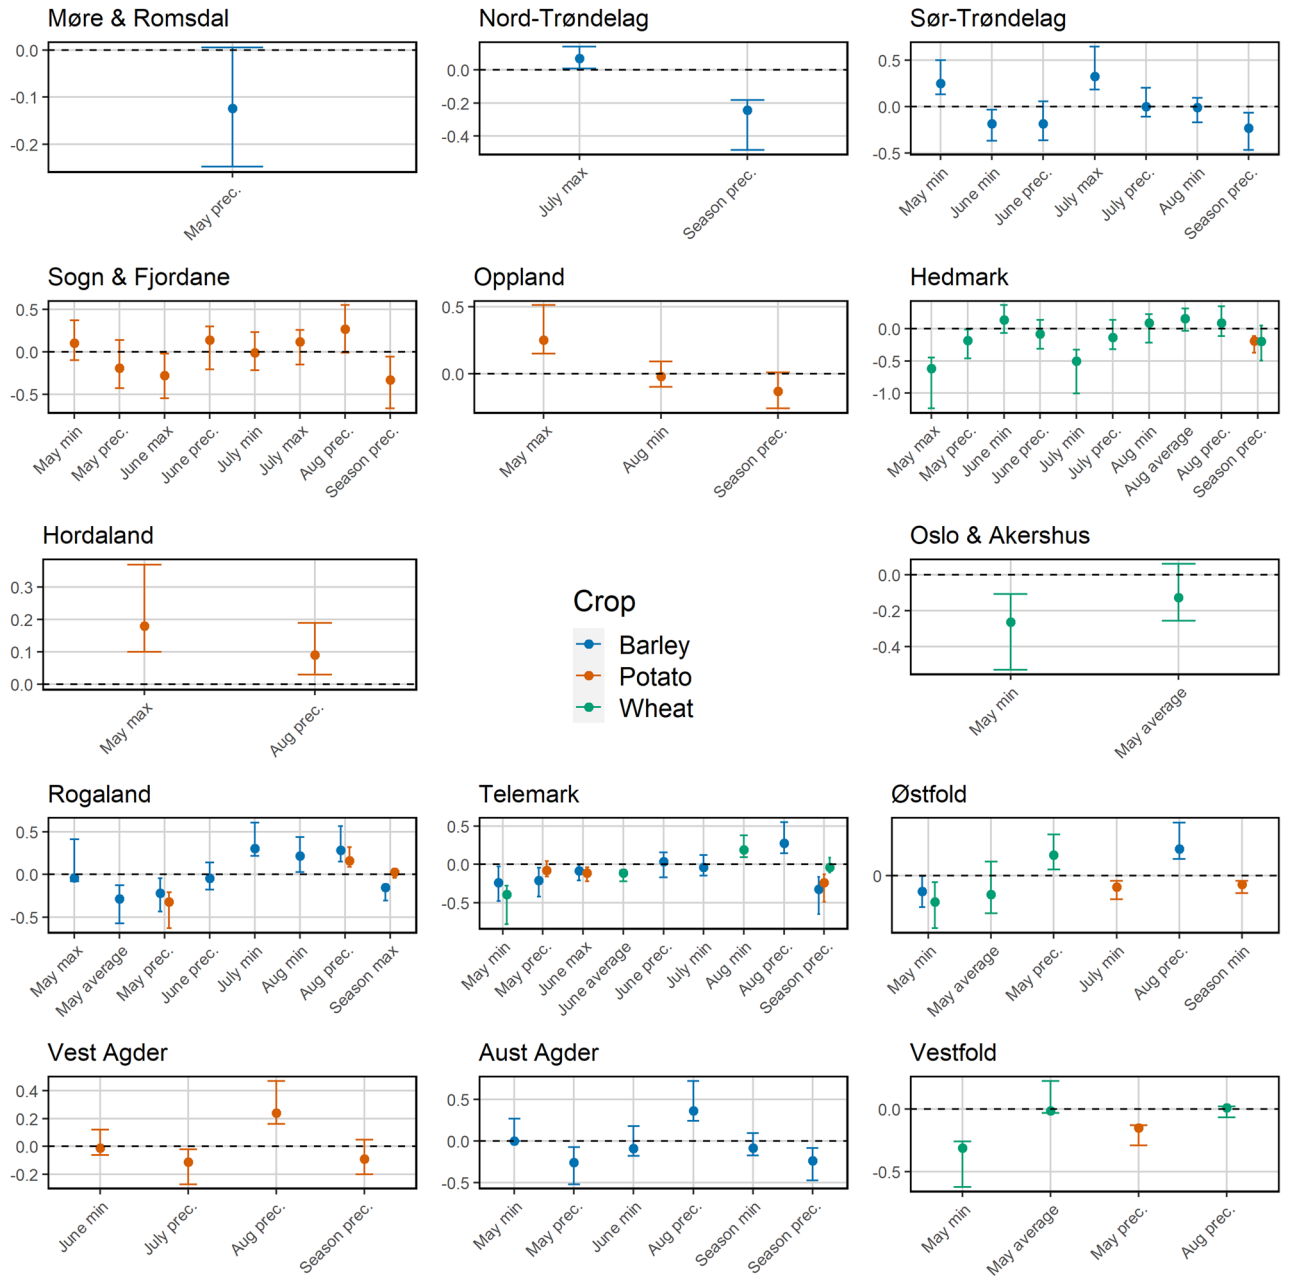 Møre & Romsdal
0.0
-0.1
-0.2
May prec.
Nord-Trøndelag
0.0
-0.2
-0.4
July max
Season prec.
Sør-Trøndelag
0.5
0.0
-0.5
May min
June min
June prec.
July max
July prec.
Aug min
Season prec.
Sogn & Fjordane
0.5
0.0
-0.5
May min
May prec.
June max
June prec.
July min
July max
Aug prec.
Season prec.
Oppland
0.5
0.0
May max
Aug min
Season prec.
Hedmark
0.0
-0.5
-1.0
May max
May prec.
June min
June prec.
July min
July prec.
Aug min
Aug average
Aug prec.
Season prec.
Hordaland
0.3
0.2
0.1
0.0
May max
Aug prec.
Crop
Barley
Potato
Wheat
Oslo & Akershus
0.0
-0.2
-0.4
May min
May average
Rogaland
0.5
0.0
-0.5
May max
May average
May prec.
June prec.
July min
Aug min
Aug prec.
Season max
Telemark
0.5
0.0
-0.5
May min
May prec.
June max
June average
June prec.
July min
Aug min
Aug prec.
Season prec.
Østfold
0
May min
May average
May prec.
July min
Aug prec.
Season min
Vest Agder
0.4
0.2
0.0
-0.2
June min
July prec.
Aug prec.
Season prec.
Aust Agder
0.5
0.0
-0.5
May min
May prec.
June min
Aug prec.
Season min
Season prec.
Vestfold
0.0
-0.5
May min
May average
May prec.
Aug prec.